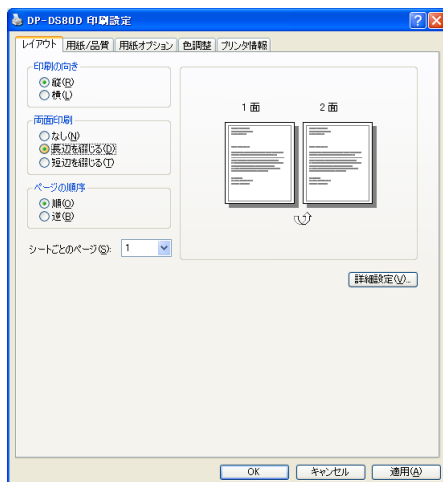 DP-DS80D 印刷設定
レイアウト 用紙/品質 用紙オプション 色調整 プリンタ情報
印刷の向き
縦(R)
横(L)
両面印刷
なし(N)
長辺を綴じる(D)
短辺を綴じる(T)
ページの順序
順(O)
逆(B)
シートごとのページ(S): 1
1 面 2 面
詳細設定(V)...
OK キャンセル 適用(A)